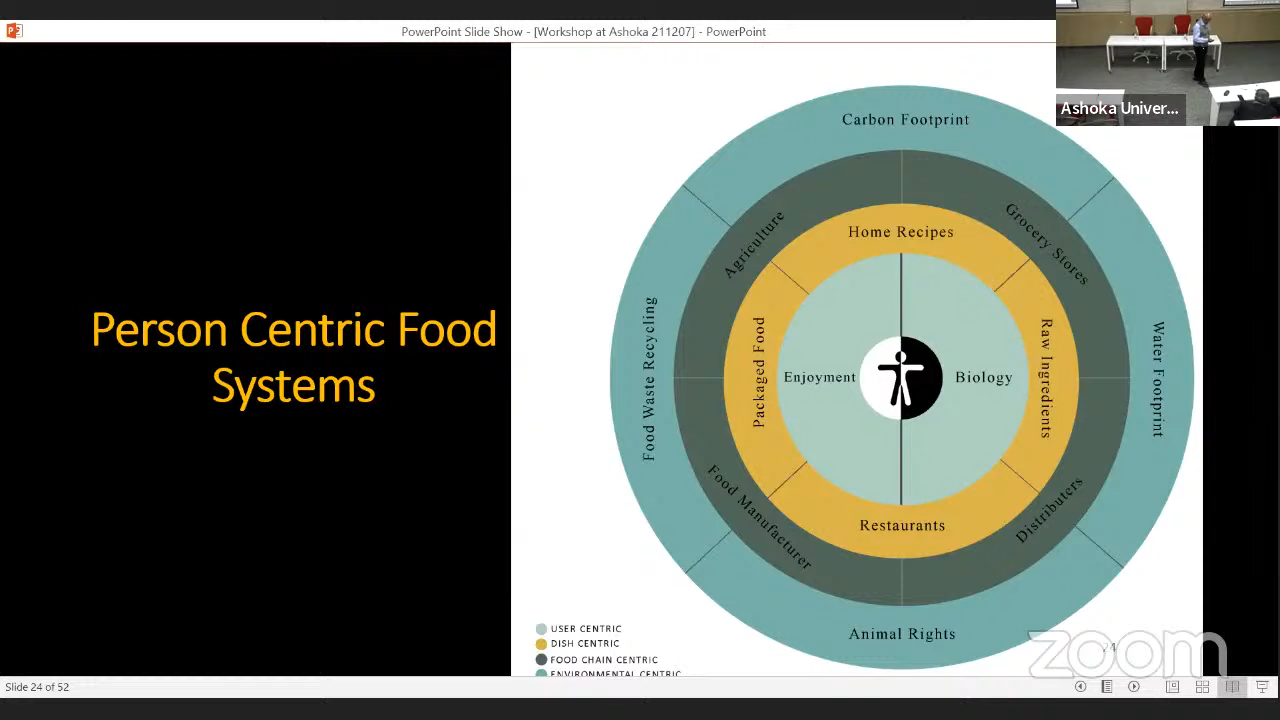 PowerPoint Slide Show - [Workshop at Ashoka 211207] - PowerPoint
Ashoka Univer...
Person Centric Food
Systems
Carbon Footprint
Agriculture
Grocery Stores
Home Recipes
Food Waste Recycling
Packaged Food
Enjoyment
Biology
Raw Ingredients
Water Footprint
Food Manufacturer
Restaurants
Distributers
Animal Rights
USER CENTRIC
DISH CENTRIC
FOOD CHAIN CENTRIC
ENVIRONMENTAL CENTRIC
24
zoom
Slide 24 of 52